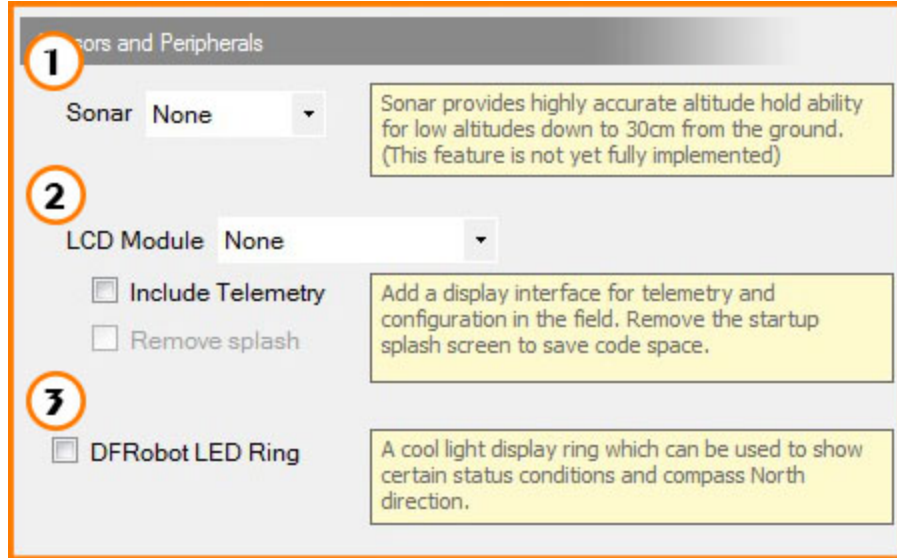 sors and Peripherals
1
Sonar None
Sonar provides highly accurate altitude hold ability
for low altitudes down to 30cm from the ground.
(This feature is not yet fully implemented)
2
LCD Module None
Include Telemetry
Remove splash
Add a display interface for telemetry and
configuration in the field. Remove the startup
splash screen to save code space.
3
DFRobot LED Ring
A cool light display ring which can be used to show
certain status conditions and compass North
direction.